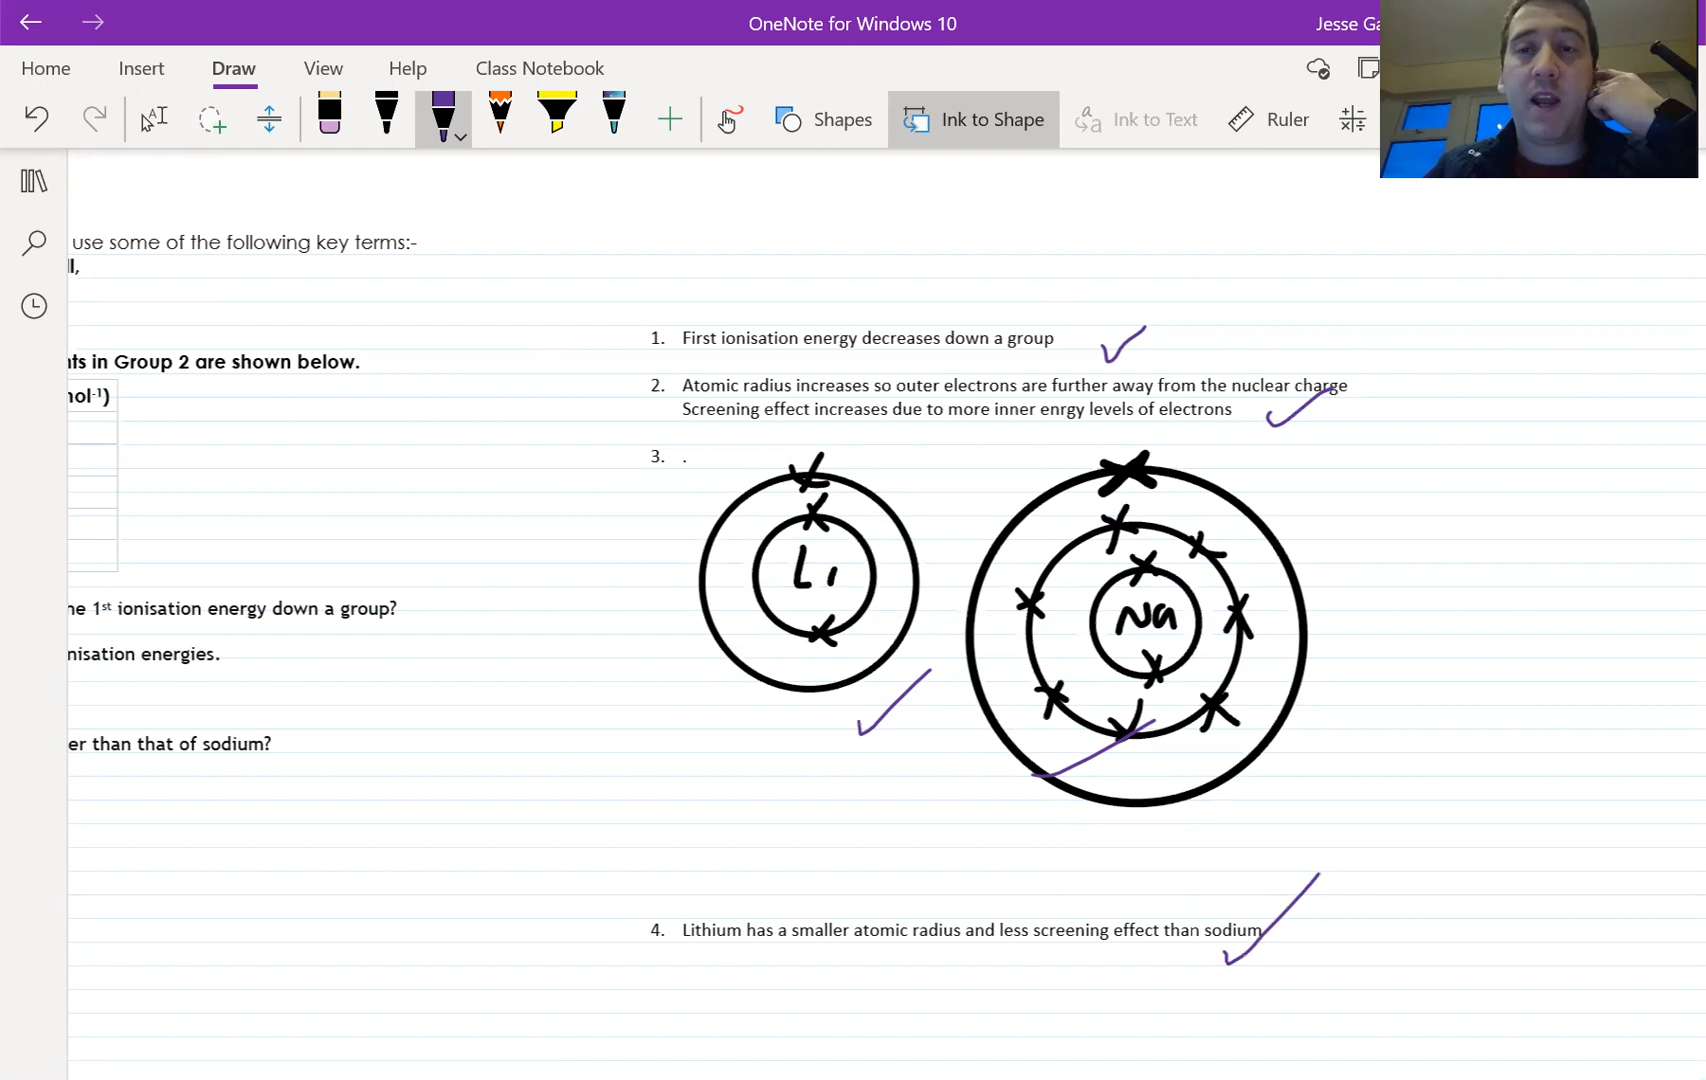 OneNote for Windows 10
Jesse Ga
Home Insert Draw View Help Class Notebook
Shapes Ink to Shape Ink to Text Ruler
use some of the following key terms:-
ll,
1. First ionisation energy decreases down a group
nts in Group 2 are shown below.
nol⁻¹)
2. Atomic radius increases so outer electrons are further away from the nuclear charge
Screening effect increases due to more inner enrgy levels of electrons
3. .
Li
Na
he 1st ionisation energy down a group?
nisation energies.
er than that of sodium?
4. Lithium has a smaller atomic radius and less screening effect than sodium